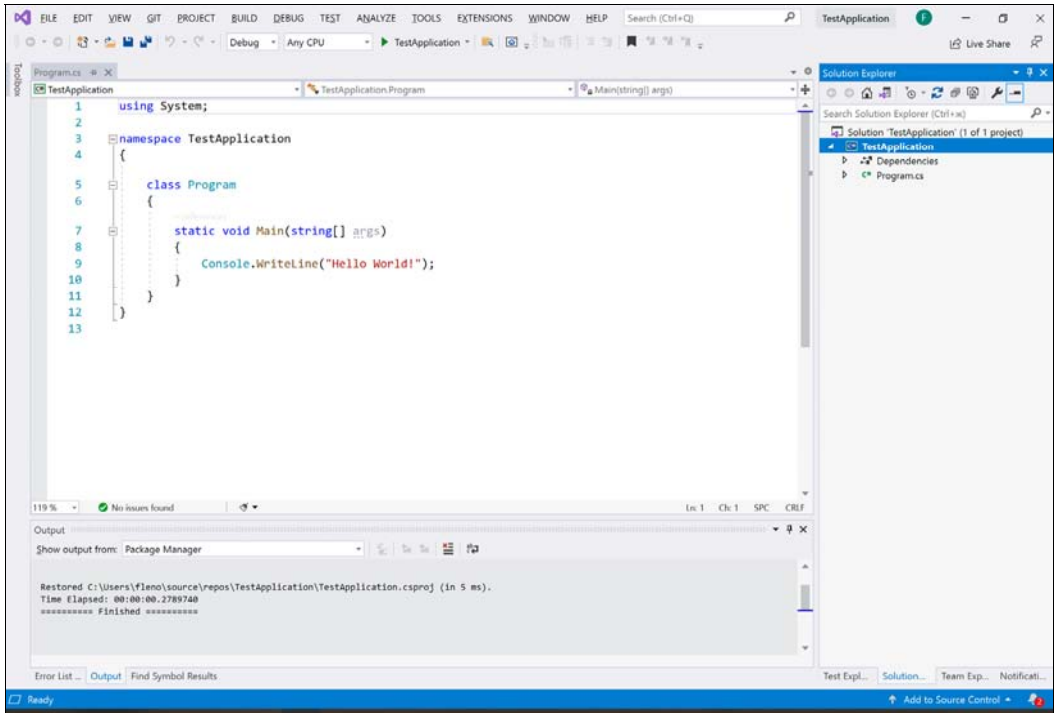 FILE EDIT VIEW GIT PROJECT BUILD DEBUG TEST ANALYZE TOOLS EXTENSIONS WINDOW HELP Search (Ctrl+Q) TestApplication F
Debug Any CPU TestApplication Live Share
Toolbox
Program.cs
TestApplication TestApplication.Program Main(string[] args)
1 using System;
2
3 namespace TestApplication
4 {
5 class Program
6 {
7 static void Main(string[] args)
8 {
9 Console.WriteLine("Hello World!");
10 }
11 }
12 }
13
119 % No issues found Ln: 1 Ch: 1 SPC CRLF
Output
Show output from: Package Manager
Restored C:\Users\fleno\source\repos\TestApplication\TestApplication.csproj (in 5 ms).
Time Elapsed: 00:00:00.2789740
========== Finished ==========
Error List ... Output Find Symbol Results
Solution Explorer
Search Solution Explorer (Ctrl+ж)
Solution 'TestApplication' (1 of 1 project)
TestApplication
Dependencies
C# Program.cs
Test Expl... Solution... Team Exp... Notificati...
Ready Add to Source Control 2